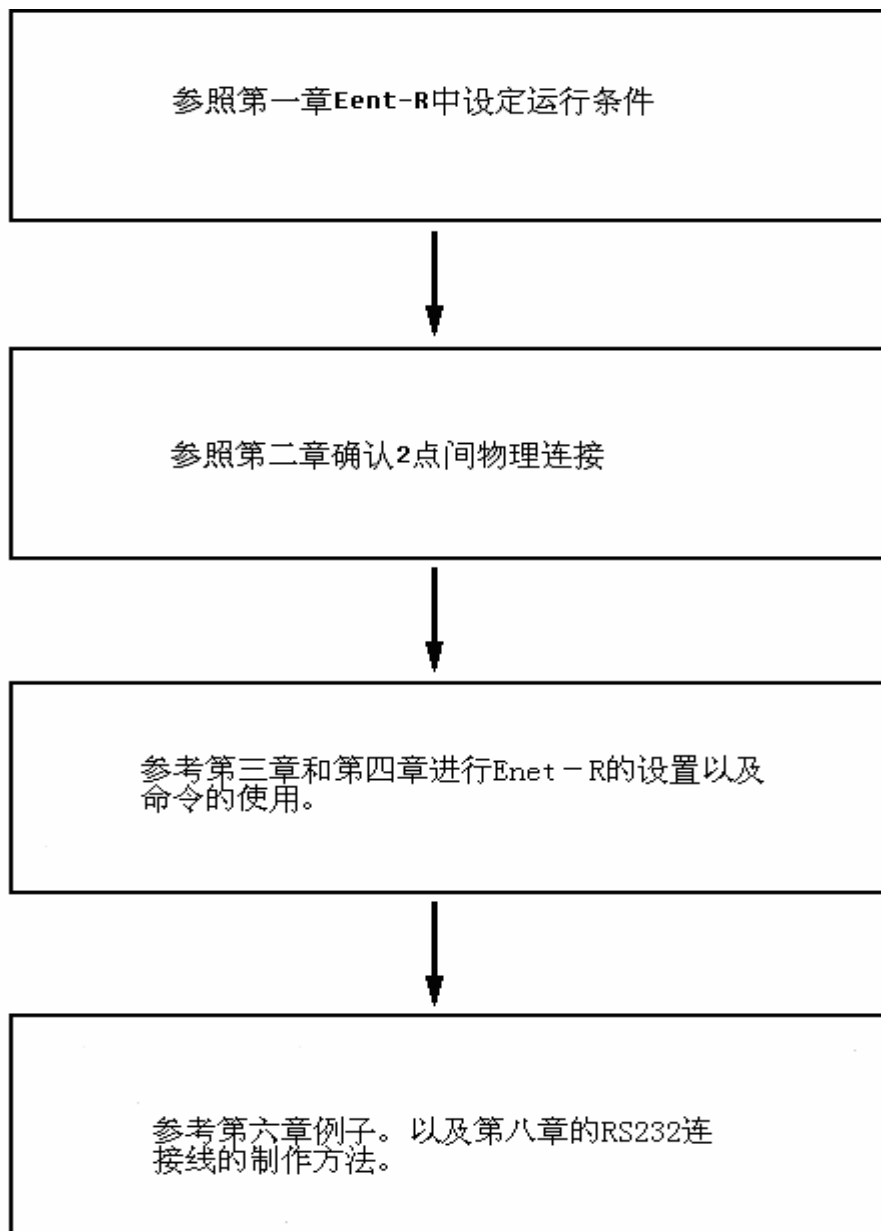 参照第一章Eent-R中设定运行条件
参照第二章确认2点间物理连接
参考第三章和第四章进行Enet－R的设置以及
命令的使用。
参考第六章例子。以及第八章的RS232连
接线的制作方法。